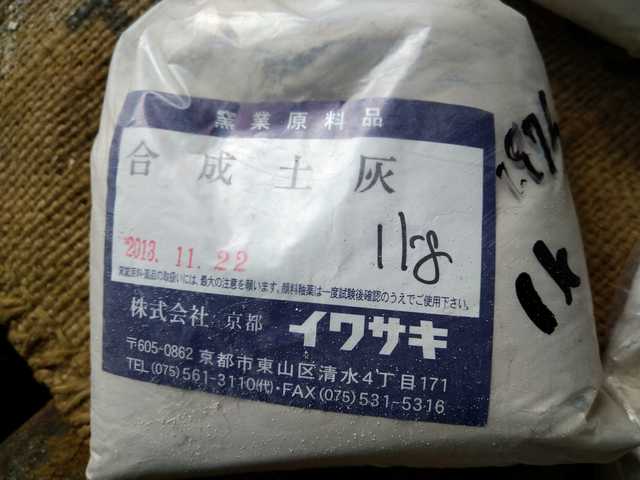 窯業原料品
合成土灰
1kg
2013.11.22
窯業原料・薬品の取扱いには、最大の注意を願います。顔料釉薬は一度試験後確認のうえでご使用下さい。
株式会社 京都 イワサキ
〒605-0862 京都市東山区清水4丁目171
TEL (075) 561-3110(代)・FAX (075) 531-5316